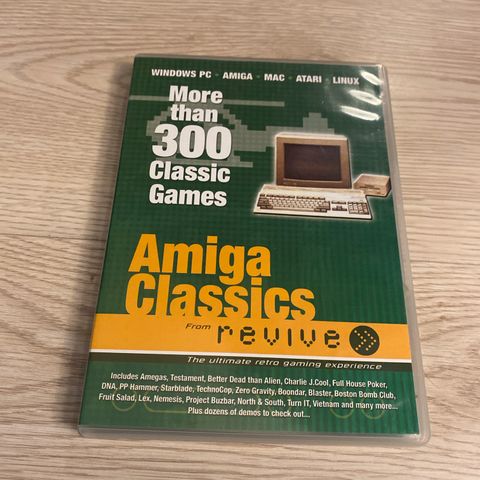 WINDOWS PC • AMIGA • MAC • ATARI • LINUX
More
than
300
Classic
Games
Amiga
Classics
From revive
The ultimate retro gaming experience
Includes Amegas, Testament, Better Dead than Alien, Charlie J.Cool, Full House Poker,
DNA, PP Hammer, Starblade, TechnoCop, Zero Gravity, Boondar, Blaster, Boston Bomb Club,
Fruit Salad, Lex, Nemesis, Project Buzbar, North & South, Turn IT, Vietnam and many more...
Plus dozens of demos to check out...